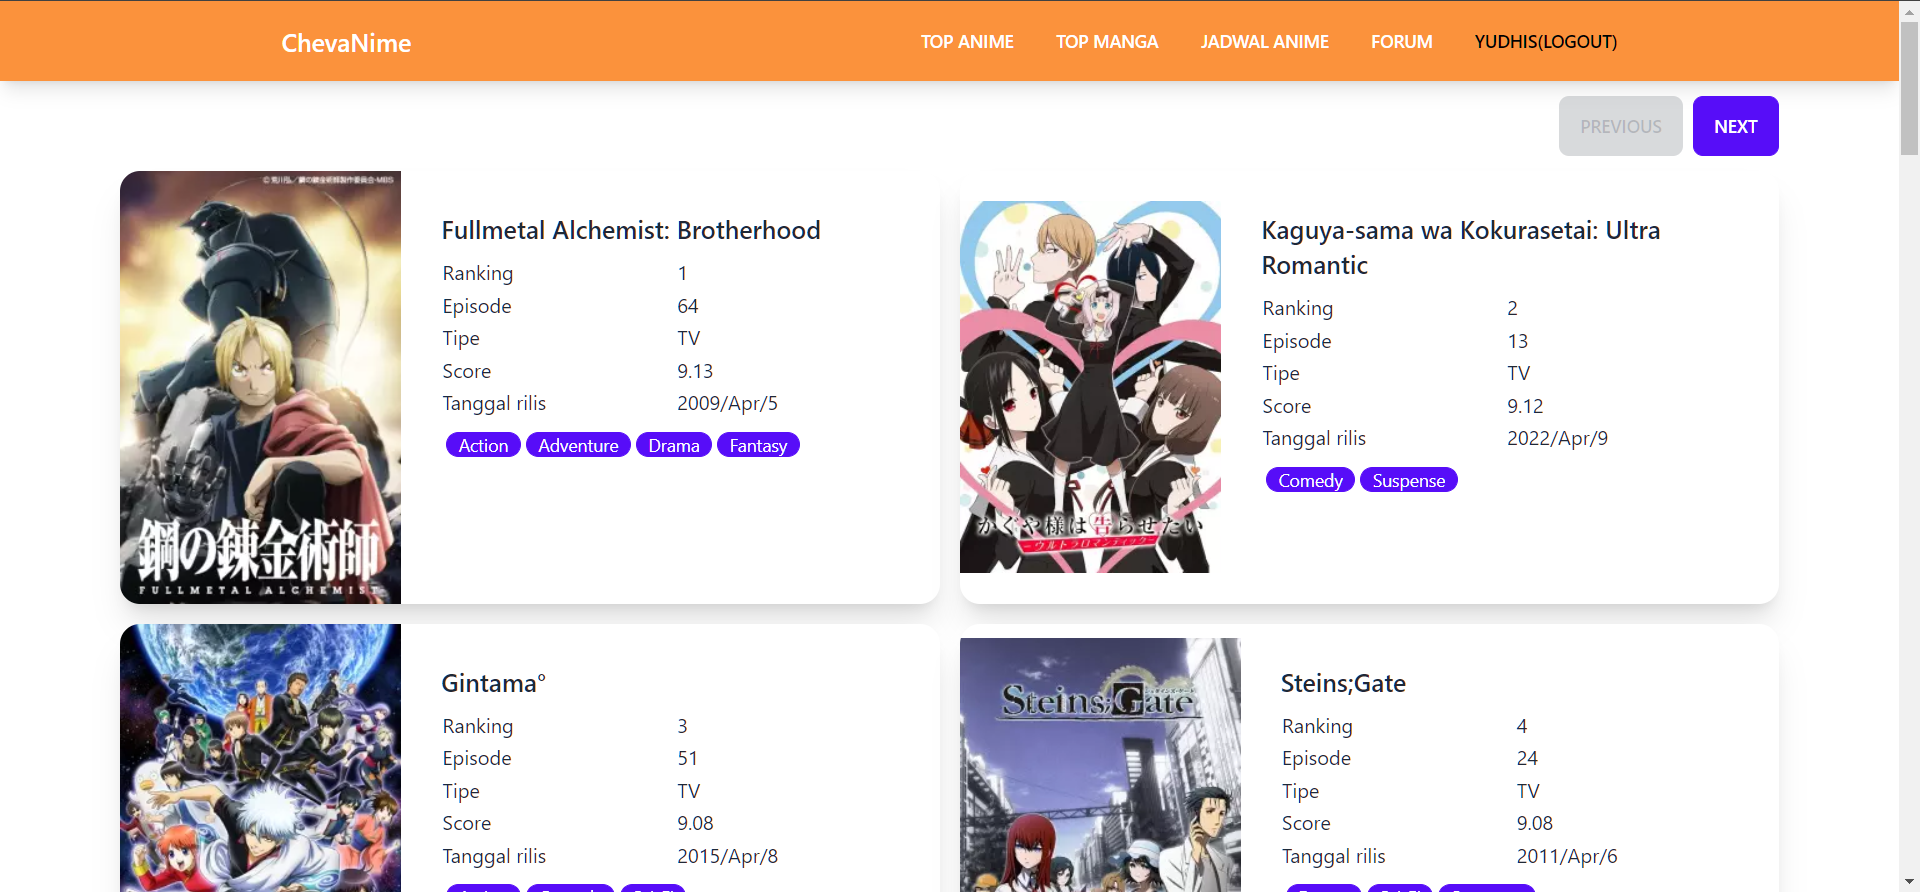 ChevaNime
TOP ANIME
TOP MANGA
JADWAL ANIME
FORUM
YUDHIS(LOGOUT)
PREVIOUS
NEXT
鋼の錬金術師
FULLMETAL ALCHEMIST
Fullmetal Alchemist: Brotherhood
Ranking 1
Episode 64
Tipe TV
Score 9.13
Tanggal rilis 2009/Apr/5
Action Adventure Drama Fantasy
かぐや様は告らせたい
ーウルトラロマンティックー
Kaguya-sama wa Kokurasetai: Ultra
Romantic
Ranking 2
Episode 13
Tipe TV
Score 9.12
Tanggal rilis 2022/Apr/9
Comedy Suspense
Gintama°
Ranking 3
Episode 51
Tipe TV
Score 9.08
Tanggal rilis 2015/Apr/8
Steins;Gate
Steins;Gate
Ranking 4
Episode 24
Tipe TV
Score 9.08
Tanggal rilis 2011/Apr/6